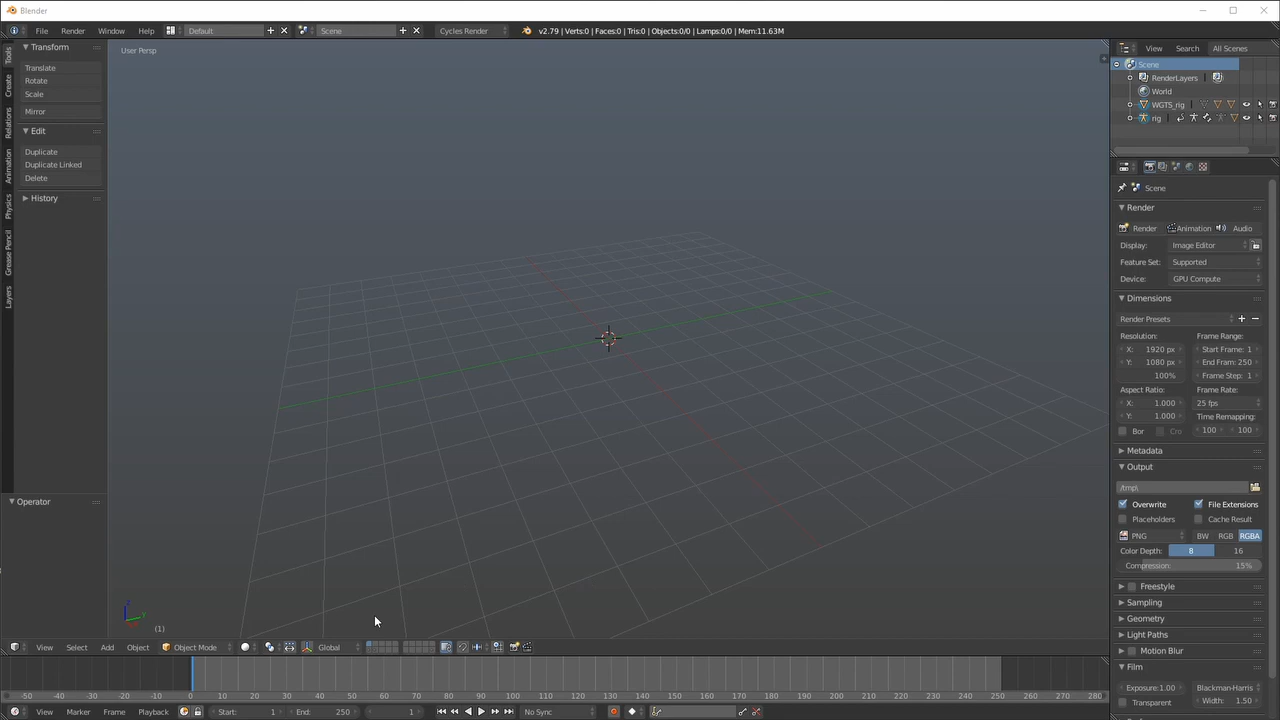 Blender
File Render Window Help Default Scene Cycles Render v2.79 | Verts:0 | Faces:0 | Tris:0 | Objects:0/0 | Lamps:0/0 | Mem:11.63M
Tools
Create
Relations
Animation
Physics
Grease Pencil
Layers
Transform
Translate
Rotate
Scale
Mirror
Edit
Duplicate
Duplicate Linked
Delete
History
Operator
User Persp
Z
Y
(1)
View Select Add Object Object Mode Global
-50 -40 -30 -20 -10 0 10 20 30 40 50 60 70 80 90 100 110 120 130 140 150 160 170 180 190 200 210 220 230 240 250 260 270 280
View Marker Frame Playback Start: 1 End: 250 1 No Sync
View Search All Scenes
Scene
RenderLayers |
World
WGTS_rig |
rig |
Scene
Render
Render Animation Audio
Display: Image Editor
Feature Set: Supported
Device: GPU Compute
Dimensions
Render Presets
Resolution: Frame Range:
X: 1920 px Start Frame: 1
Y: 1080 px End Fram: 250
100% Frame Step: 1
Aspect Ratio: Frame Rate:
X: 1.000 25 fps
Y: 1.000 Time Remapping:
Bor Cro 100 100
Metadata
Output
/tmp\
Overwrite File Extensions
Placeholders Cache Result
PNG BW RGB RGBA
Color Depth: 8 16
Compression: 15%
Freestyle
Sampling
Geometry
Light Paths
Motion Blur
Film
Exposure:1.00 Blackman-Harris
Transparent Width: 1.50